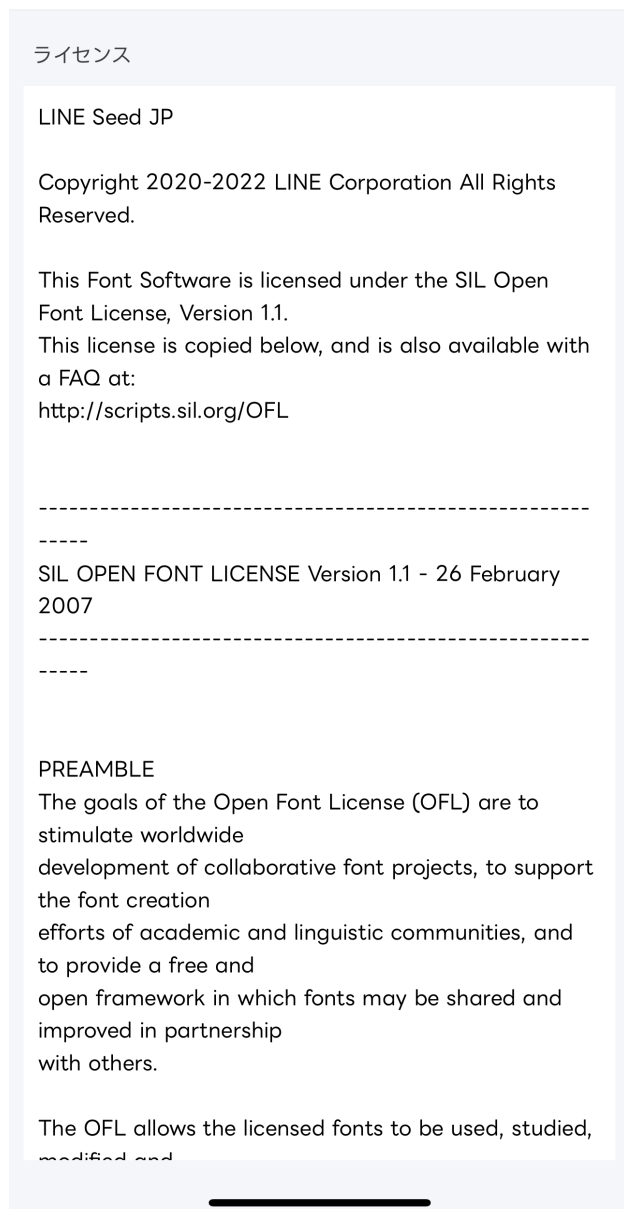 ライセンス
LINE Seed JP
Copyright 2020-2022 LINE Corporation All Rights
Reserved.
This Font Software is licensed under the SIL Open
Font License, Version 1.1.
This license is copied below, and is also available with
a FAQ at:
http://scripts.sil.org/OFL
------------------------------------------------------
-----
SIL OPEN FONT LICENSE Version 1.1 - 26 February
2007
------------------------------------------------------
-----
PREAMBLE
The goals of the Open Font License (OFL) are to
stimulate worldwide
development of collaborative font projects, to support
the font creation
efforts of academic and linguistic communities, and
to provide a free and
open framework in which fonts may be shared and
improved in partnership
with others.
The OFL allows the licensed fonts to be used, studied,
modified and